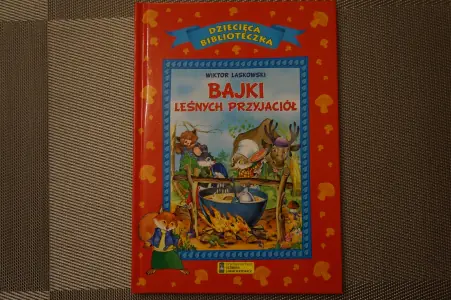 DZIECIĘCA
BIBLIOTECZKA
WIKTOR LASKOWSKI
BAJKI
LEŚNYCH PRZYJACIÓŁ